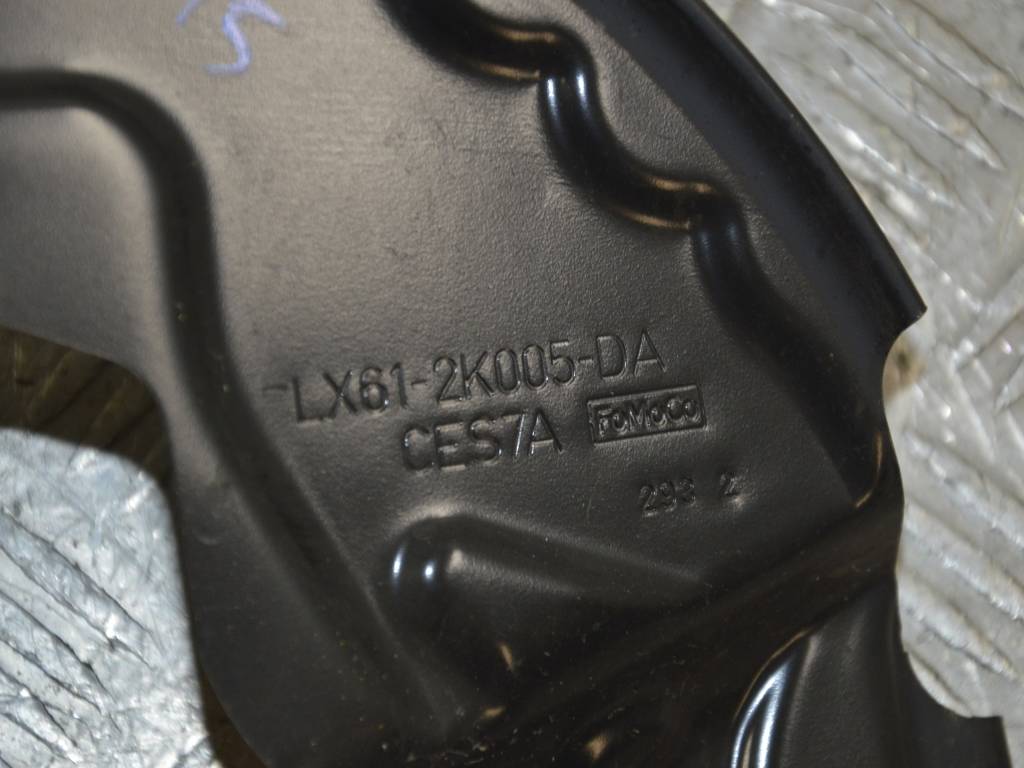 LX61-2K005-DA
CES7A FoMoCo
293 2